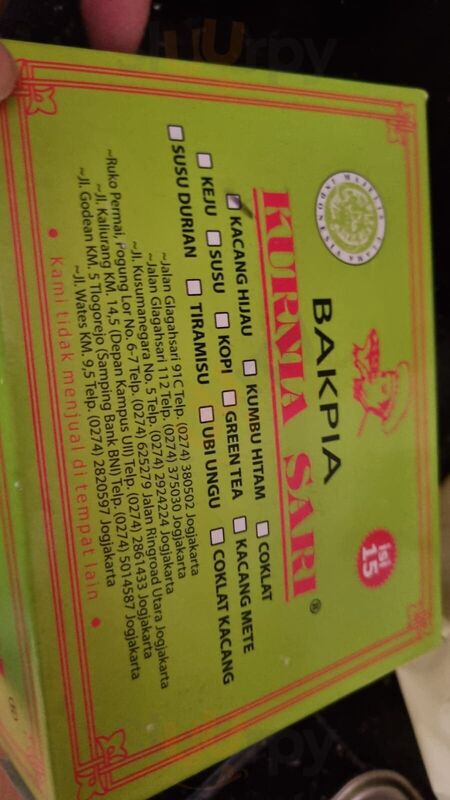 MAJELIS ULAMA INDONESIA
BAKPIA
KURNIA SARI®
isi
15
KACANG HIJAU KUMBU HITAM COKLAT
KEJU SUSU KOPI GREEN TEA KACANG METE
SUSU DURIAN TIRAMISU UBI UNGU COKLAT KACANG
~Jalan Glagahsari 91C Telp. (0274) 380502 Jogjakarta
~Jalan Glagahsari 112 Telp. (0274) 375030 Jogjakarta
~Jl. Kusumanegara No. 5 Telp. (0274) 2924224 Jogjakarta
~Ruko Permai, Pogung Lor No. 6-7 Telp. (0274) 625279 Jalan Ringroad Utara Jogjakarta
~Jl. Kaliurang KM. 14,5 (Depan Kampus UII) Telp. (0274) 2861433 Jogjakarta
~Jl. Godean KM. 5 Tlogorejo (Samping Bank BNI) Telp. (0274) 5014587 Jogjakarta
~Jl. Wates KM. 9,5 Telp. (0274) 2820597 Jogjakarta
• Kami tidak menjual di tempat lain •